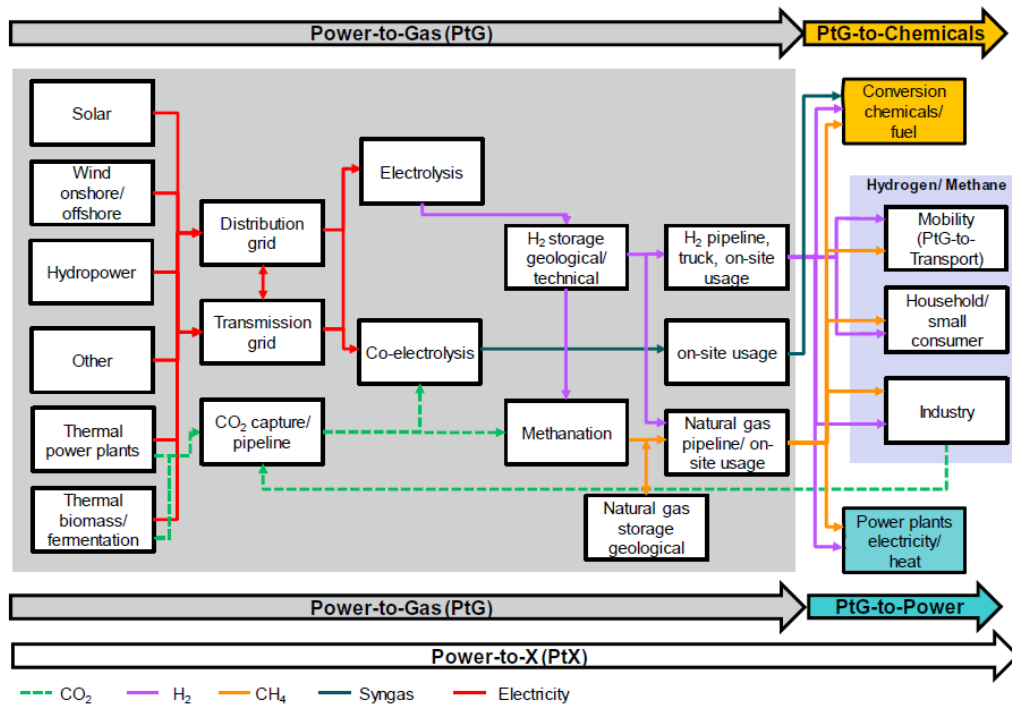 Power-to-Gas (PtG)
PtG-to-Chemicals
Solar
Wind
onshore/
offshore
Hydropower
Other
Thermal
power plants
Thermal
biomass/
fermentation
Distribution
grid
Transmission
grid
CO2 capture/
pipeline
Electrolysis
Co-electrolysis
H2 storage
geological/
technical
Methanation
Natural gas
storage
geological
H2 pipeline,
truck, on-site
usage
on-site usage
Natural gas
pipeline/ on-
site usage
Conversion
chemicals/
fuel
Hydrogen/ Methane
Mobility
(PtG-to-
Transport)
Household/
small
consumer
Industry
Power plants
electricity/
heat
Power-to-Gas (PtG)
PtG-to-Power
Power-to-X (PtX)
CO2
H2
CH4
Syngas
Electricity